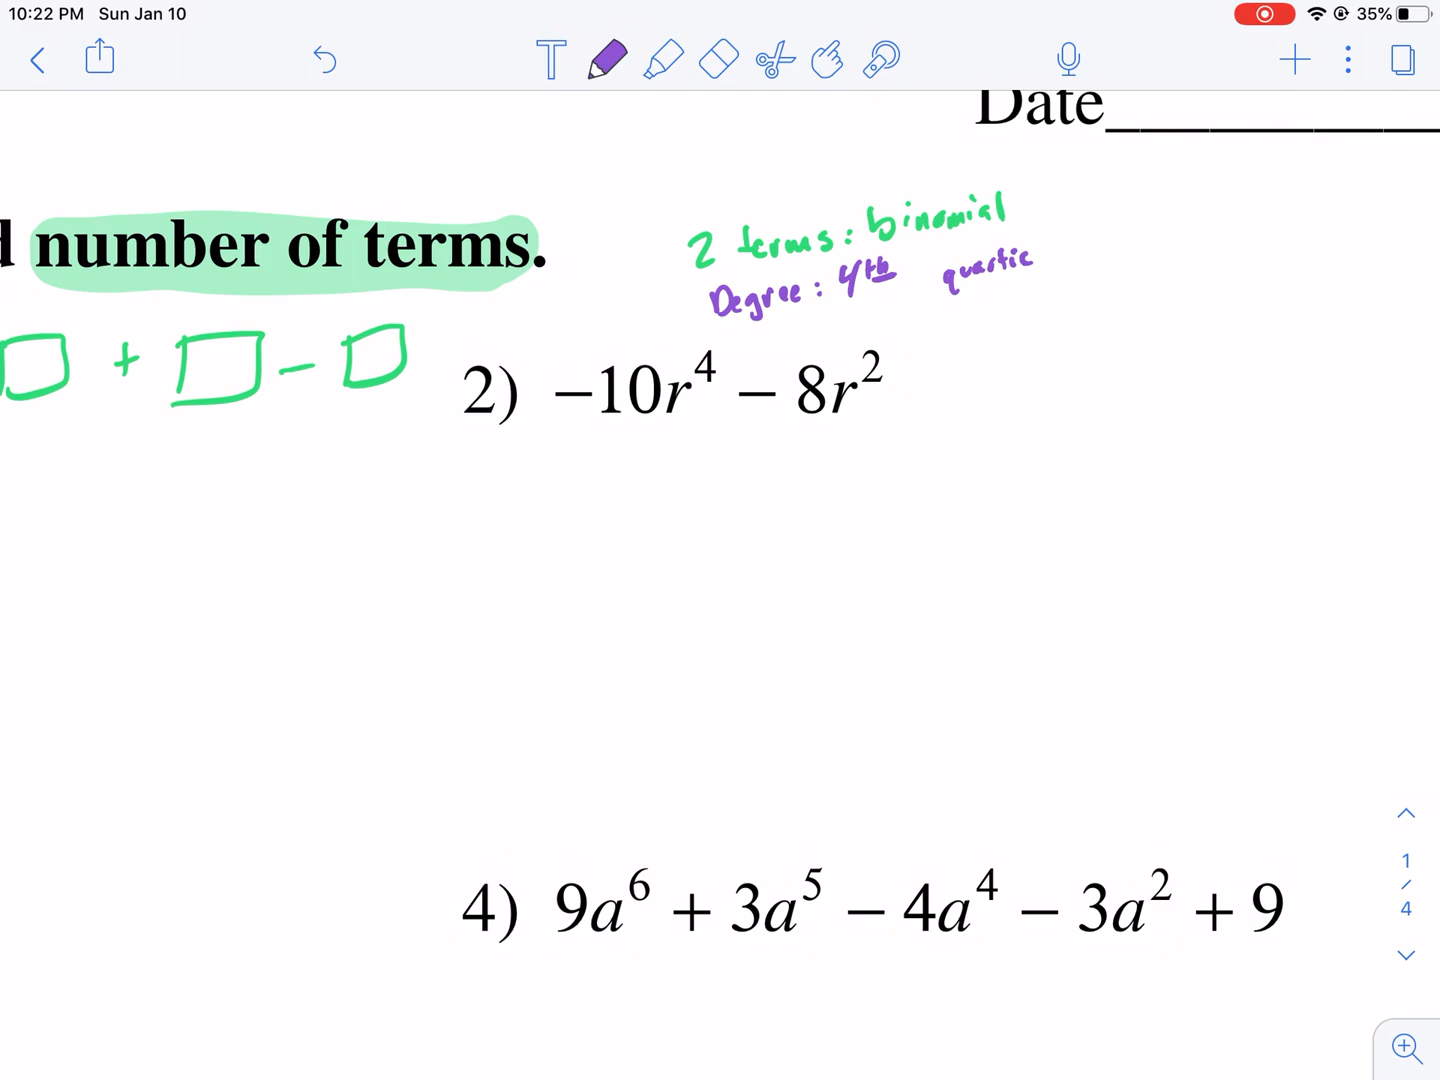 10:22 PM Sun Jan 10 35%
Date
d number of terms.
2 terms: binomial
Degree: 4th quartic
+ −
2) −10r⁴ − 8r²
4) 9a⁶ + 3a⁵ − 4a⁴ − 3a² + 9
1 / 4